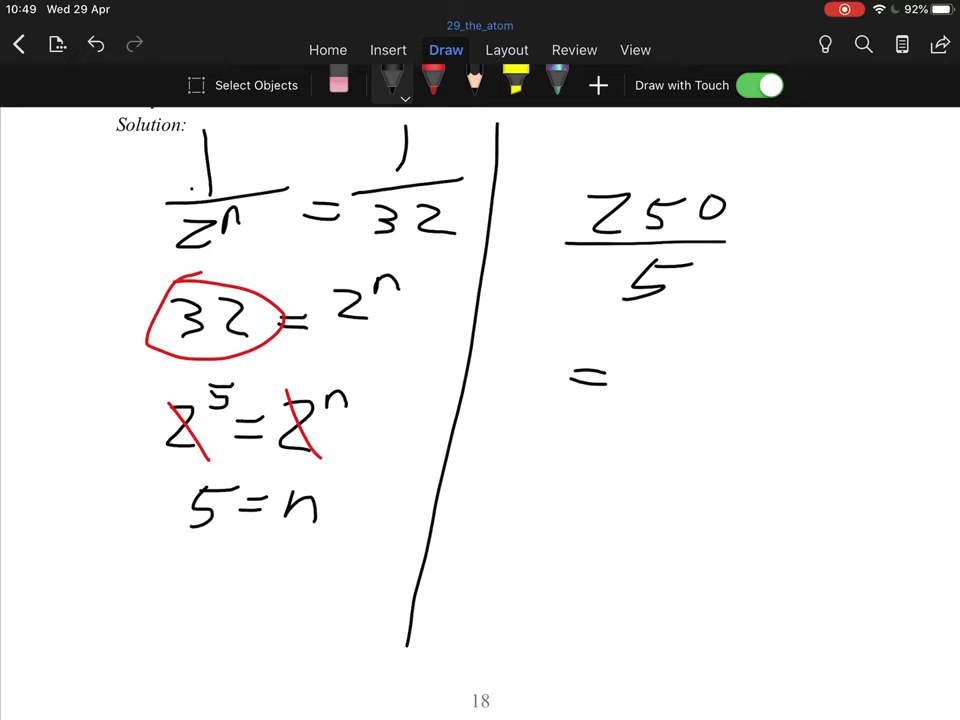 10:49 Wed 29 Apr 92%
29_the_atom
Home Insert Draw Layout Review View
Select Objects Draw with Touch
Solution:
1/2^n = 1/32
32 = 2^n
2^5 = 2^n
5 = n
250/5
=
18